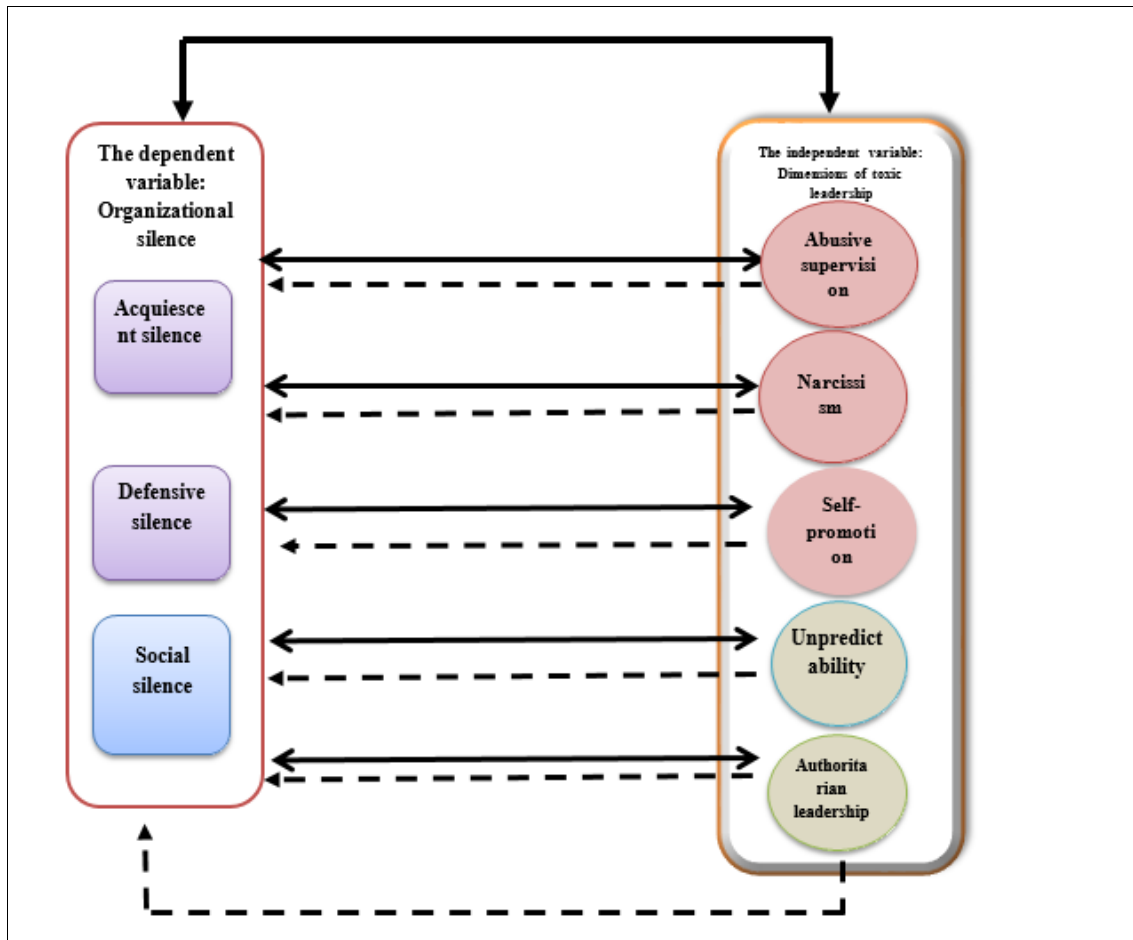 The dependent
variable:
Organizational
silence
Acquiesce
nt silence
Defensive
silence
Social
silence
The independent variable:
Dimensions of toxic
leadership
Abusive
supervisi
on
Narcissi
sm
Self-
promoti
on
Unpredict
ability
Authorita
rian
leadership